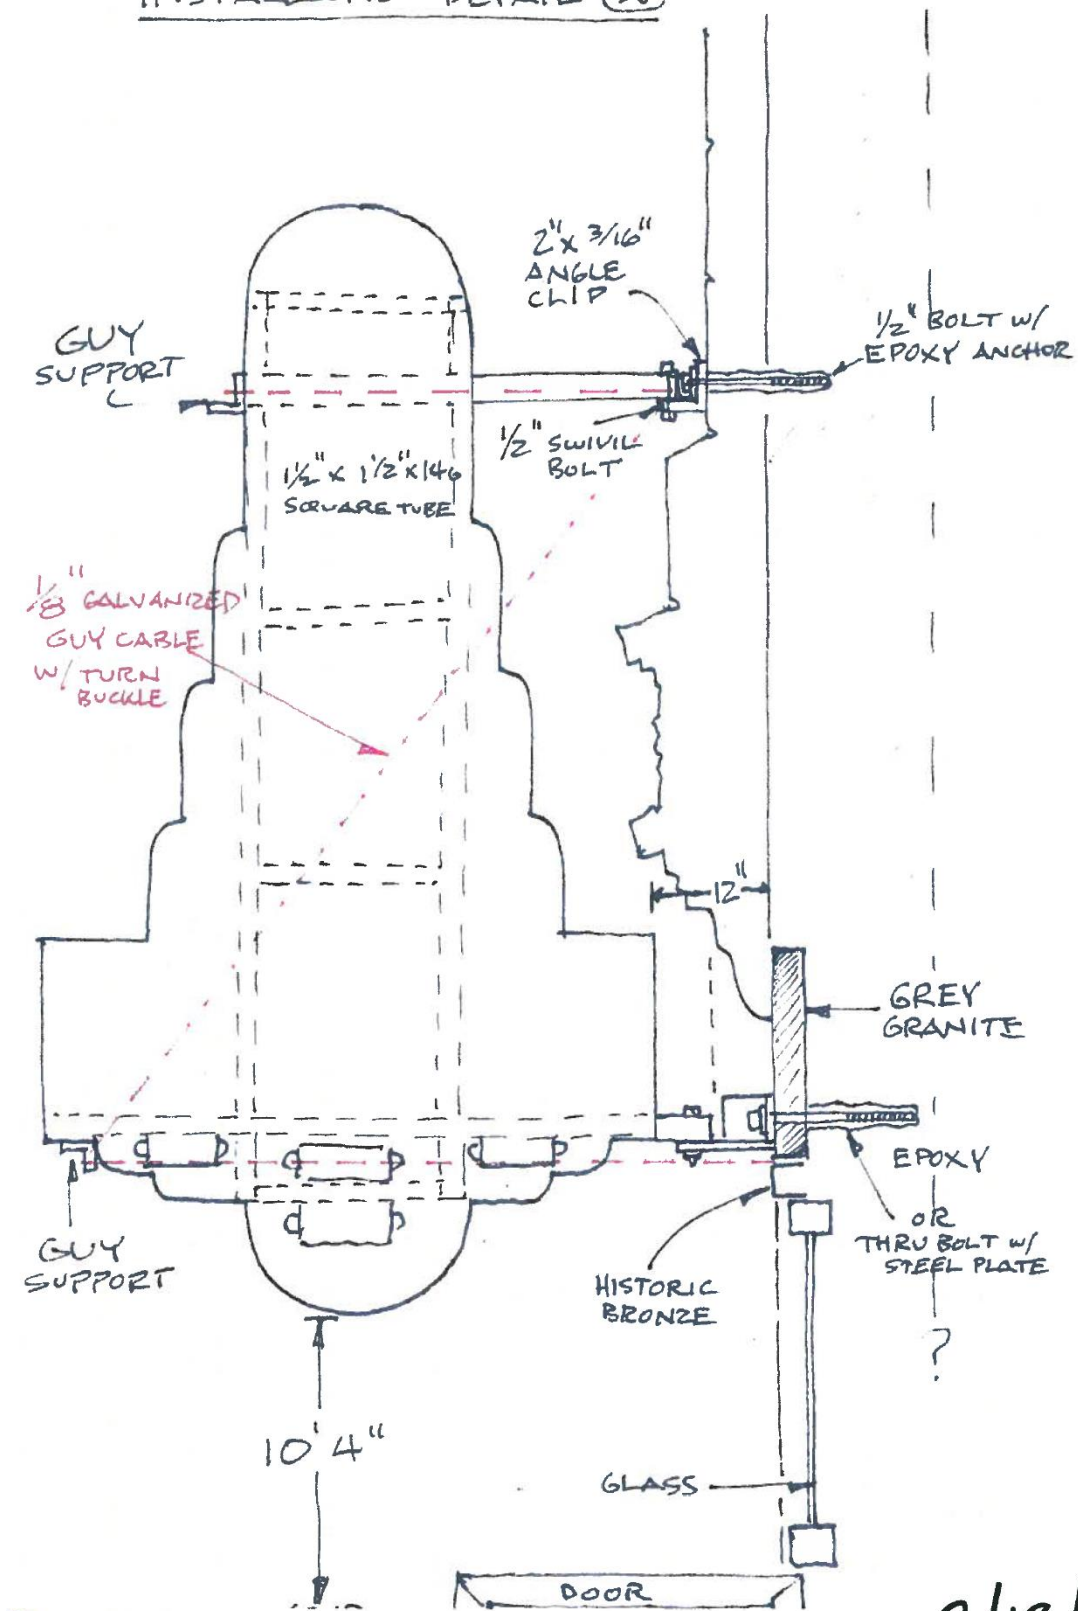 DETAIL
2" x 3/16"
ANGLE
CLIP
1/2" BOLT W/
EPOXY ANCHOR
GUY
SUPPORT
1/2" SWIVIL
BOLT
1 1/2" x 1 1/2" x 14G
SQUARE TUBE
1/8" GALVANIZED
GUY CABLE
W/ TURN
BUCKLE
12"
GREY
GRANITE
EPOXY
OR
THRU BOLT W/
STEEL PLATE
GUY
SUPPORT
HISTORIC
BRONZE
?
10' 4"
GLASS
DOOR